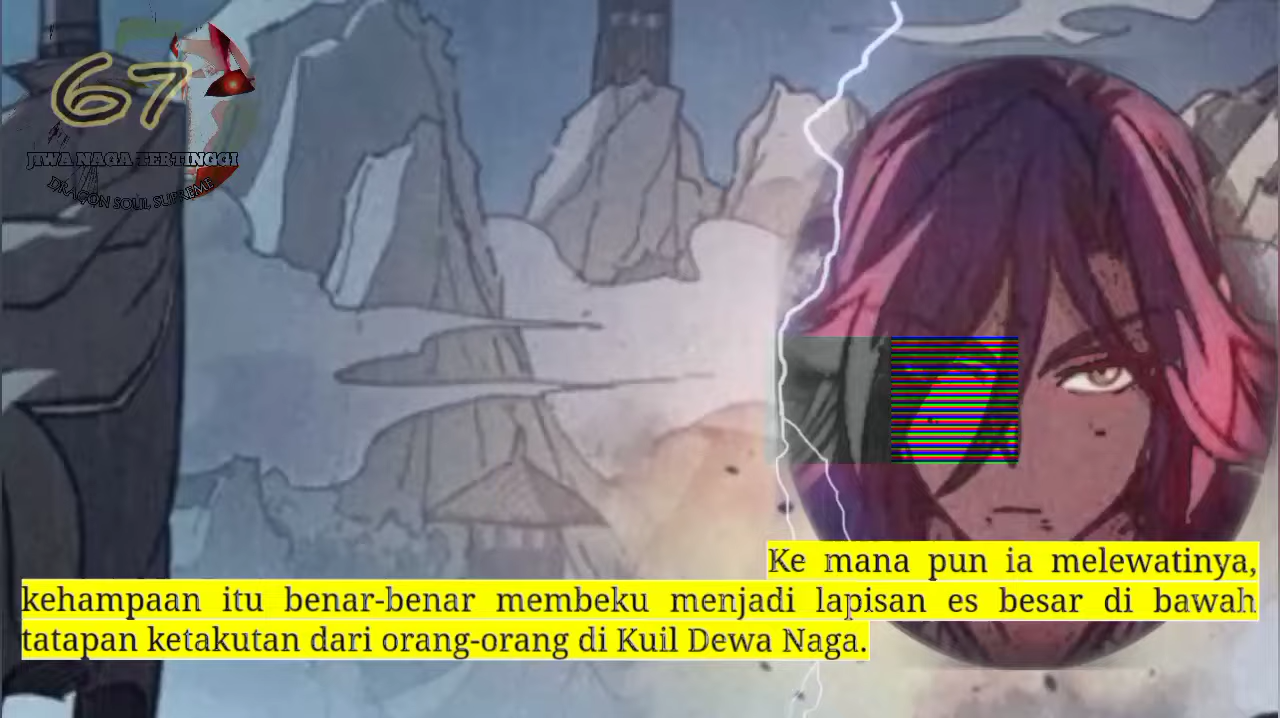 67
JIWA NAGA TERTINGGI
DRAGON SOUL SUPREME
Ke mana pun ia melewatinya,
kehampaan itu benar-benar membeku menjadi lapisan es besar di bawah
tatapan ketakutan dari orang-orang di Kuil Dewa Naga.